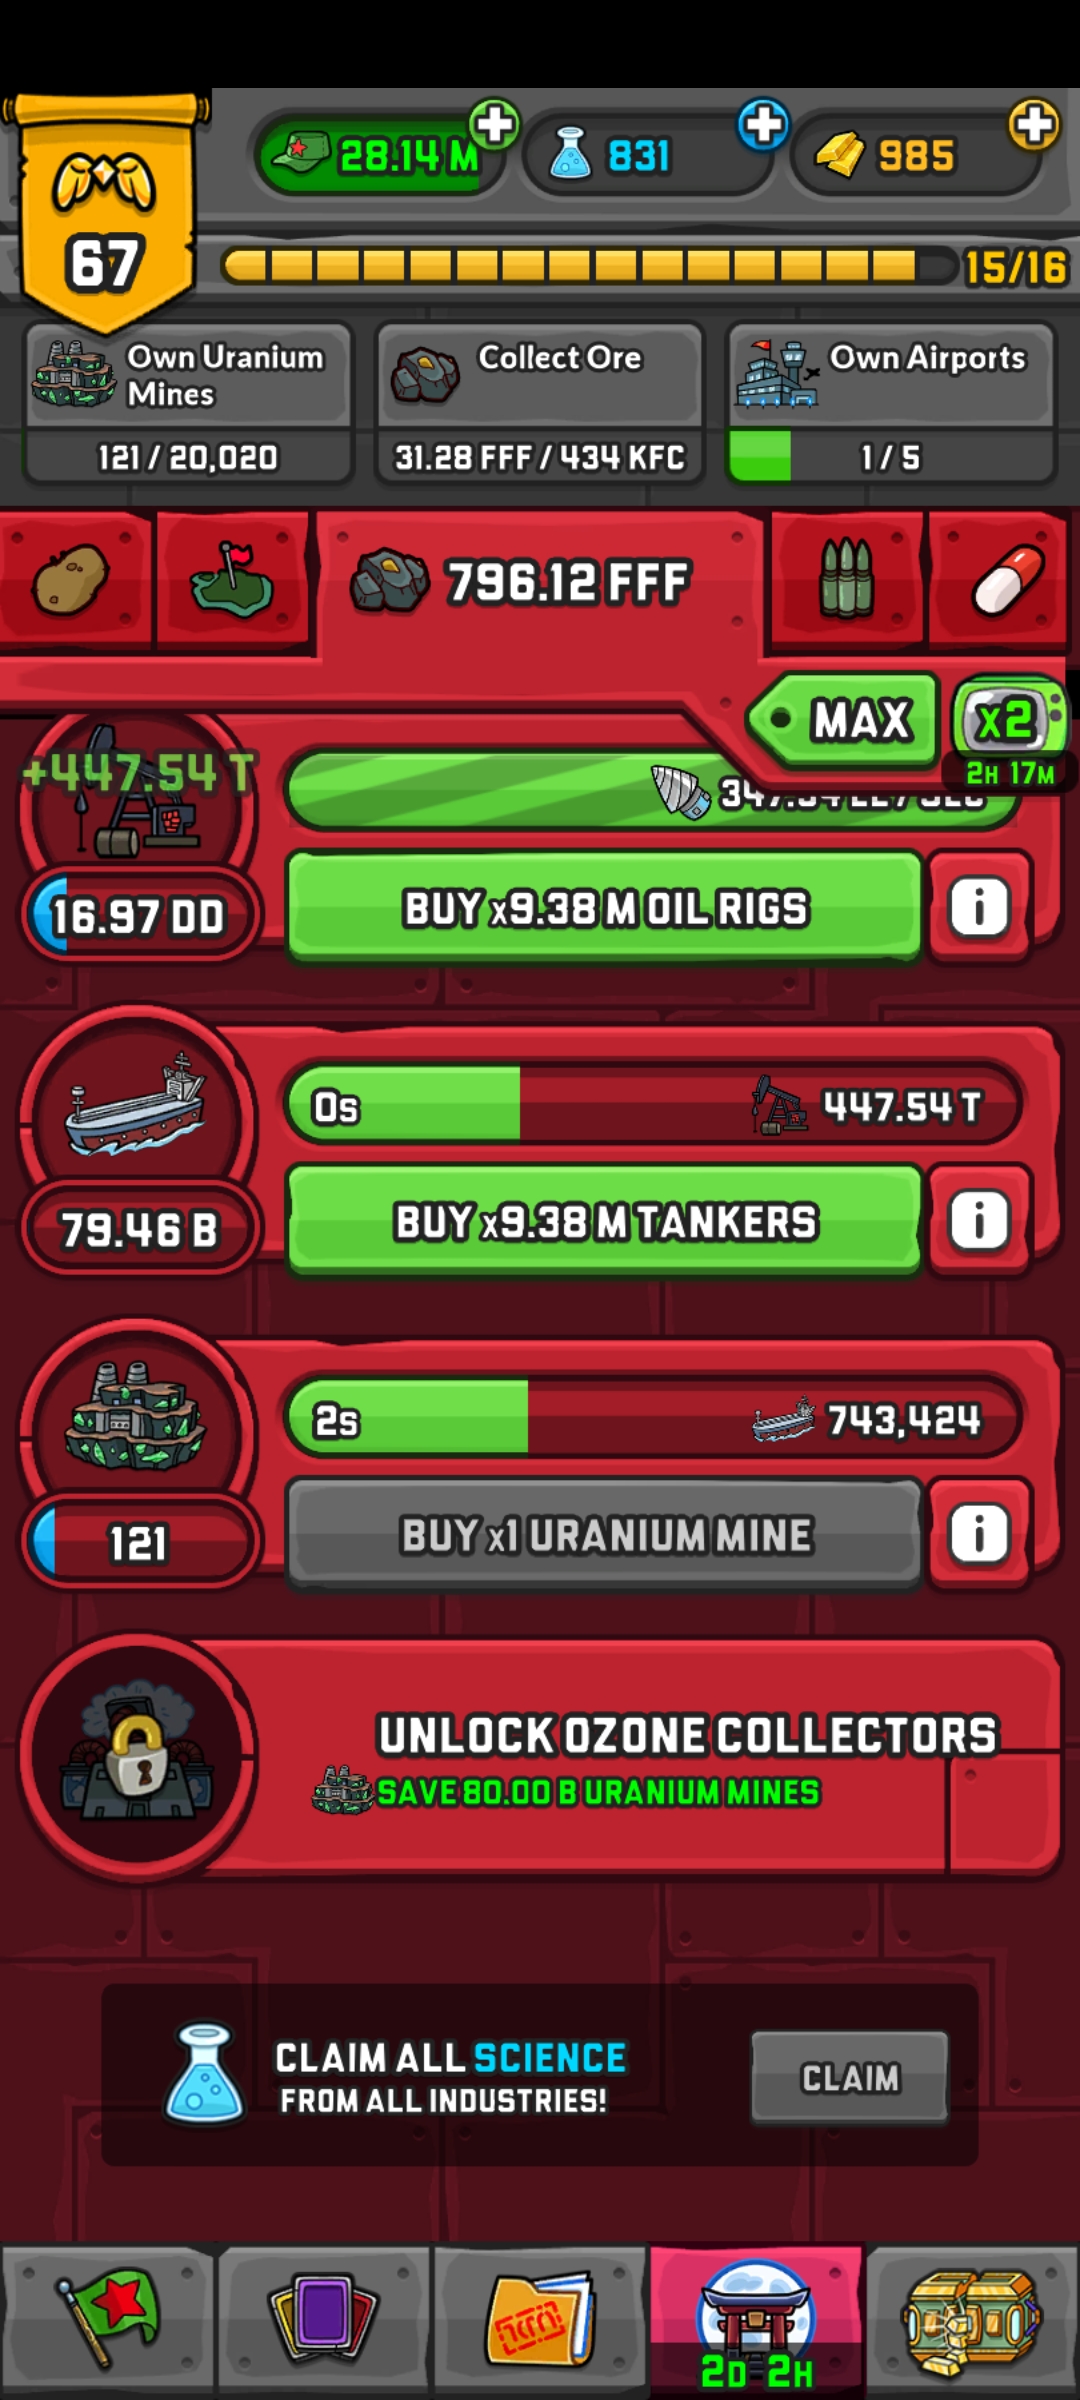 28.14 M
831
985
67
15/16
Own Uranium
Mines
121 / 20,020
Collect Ore
31.28 FFF / 434 KFC
Own Airports
1 / 5
796.12 FFF
MAX
x2
2H 17M
+447.54 T
16.97 DD
BUY x9.38 M OIL RIGS
i
0s
447.54 T
79.46 B
BUY x9.38 M TANKERS
i
2s
743,424
121
BUY x1 URANIUM MINE
i
UNLOCK OZONE COLLECTORS
SAVE 80.00 B URANIUM MINES
CLAIM ALL SCIENCE
FROM ALL INDUSTRIES!
CLAIM
2D 2H